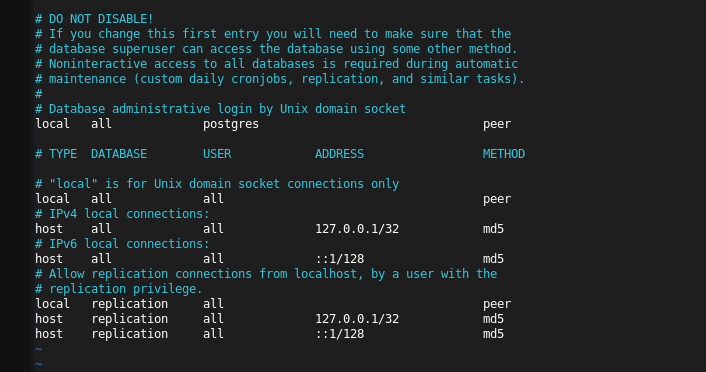 # DO NOT DISABLE!
# If you change this first entry you will need to make sure that the
# database superuser can access the database using some other method.
# Noninteractive access to all databases is required during automatic
# maintenance (custom daily cronjobs, replication, and similar tasks).
#
# Database administrative login by Unix domain socket
local   all             postgres                                peer

# TYPE  DATABASE        USER            ADDRESS                 METHOD

# "local" is for Unix domain socket connections only
local   all             all                                     peer
# IPv4 local connections:
host    all             all             127.0.0.1/32            md5
# IPv6 local connections:
host    all             all             ::1/128                 md5
# Allow replication connections from localhost, by a user with the
# replication privilege.
local   replication     all                                     peer
host    replication     all             127.0.0.1/32            md5
host    replication     all             ::1/128                 md5
~
~